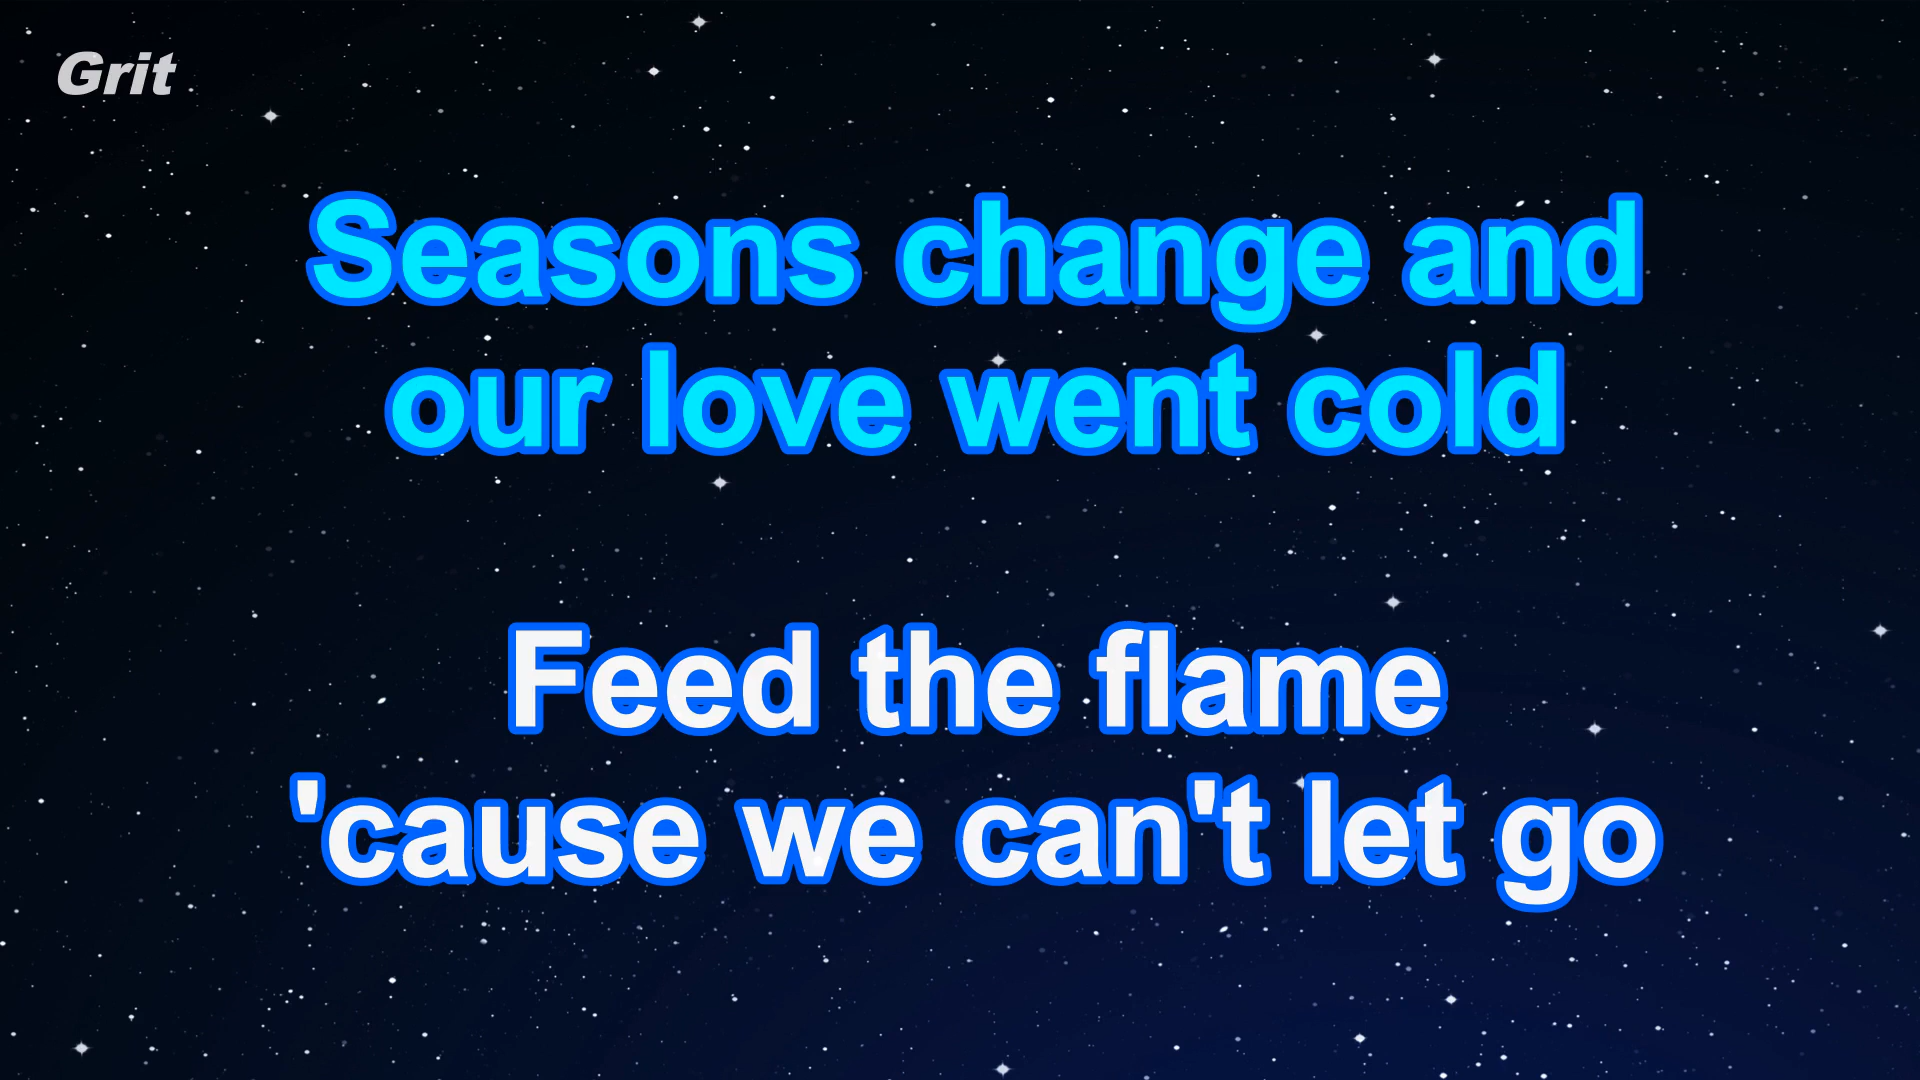 Grit
Seasons change and
our love went cold
Feed the flame
'cause we can't let go